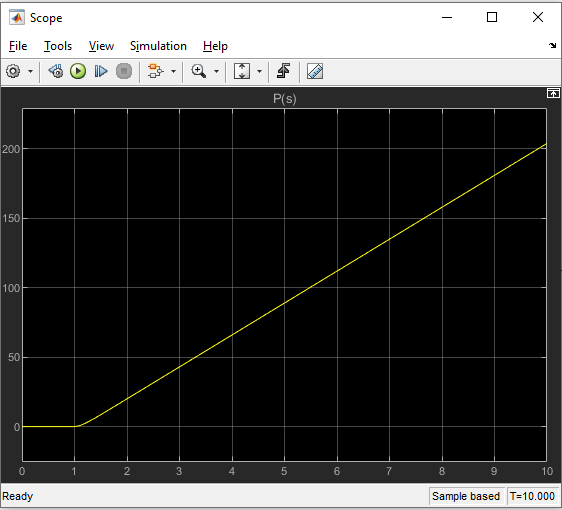 Scope
File Tools View Simulation Help
P(s)
200
150
100
50
0
0 1 2 3 4 5 6 7 8 9 10
Ready Sample based T=10.000